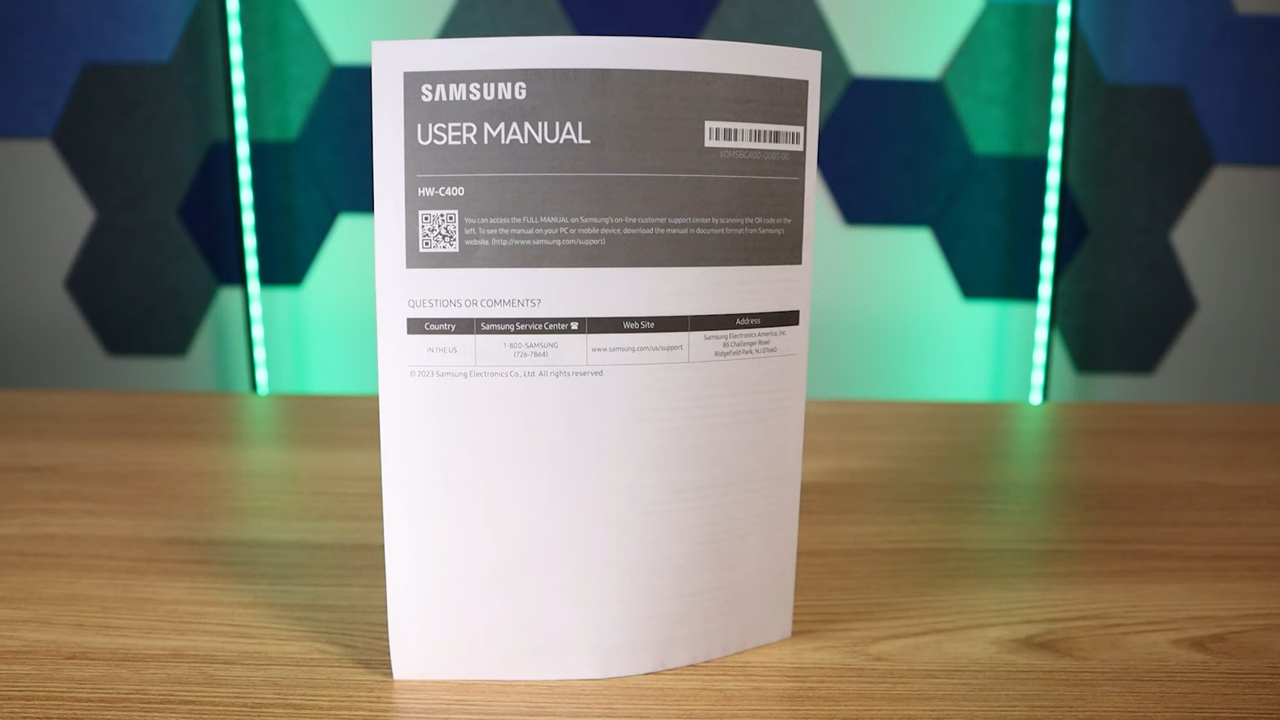 SAMSUNG
USER MANUAL
YOMSBC400-0001-00
HW-C400
You can access the FULL MANUAL on Samsung's on-line customer support center by scanning the QR code on the
left. To see the manual on your PC or mobile device, download the manual in document format from Samsung's
website. (http://www.samsung.com/support)
QUESTIONS OR COMMENTS?
Country Samsung Service Center ☎ Web Site Address
IN THE US 1-800-SAMSUNG (726-7864) www.samsung.com/us/support Samsung Electronics America, Inc. 85 Challenger Road Ridgefield Park, NJ 07660
© 2023 Samsung Electronics Co., Ltd. All rights reserved.